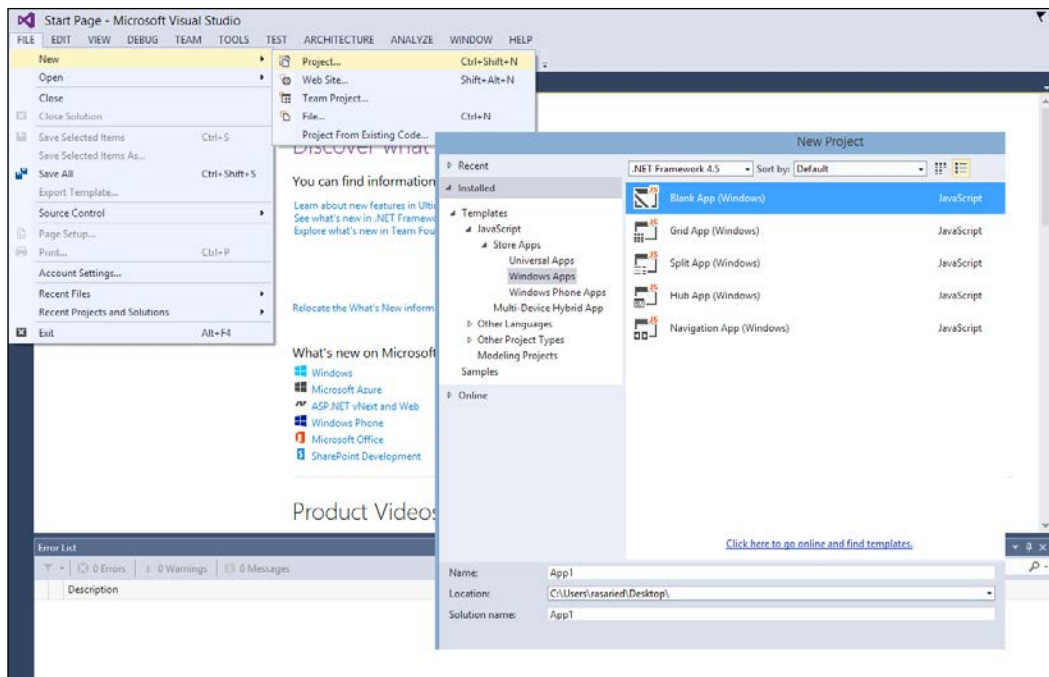 Start Page - Microsoft Visual Studio
FILE EDIT VIEW DEBUG TEAM TOOLS TEST ARCHITECTURE ANALYZE WINDOW HELP
New
Open
Close
Close Solution
Save Selected Items Ctrl+S
Save Selected Items As...
Save All Ctrl+Shift+S
Export Template...
Source Control
Page Setup...
Print... Ctrl+P
Account Settings...
Recent Files
Recent Projects and Solutions
Exit Alt+F4
Project... Ctrl+Shift+N
Web Site... Shift+Alt+N
Team Project...
File... Ctrl+N
Project From Existing Code...
Discover what
You can find information
Learn about new features in Ulti
See what's new in .NET Framew
Explore what's new in Team Fou
Relocate the What's New inform
What's new on Microsoft
Windows
Microsoft Azure
ASP.NET vNext and Web
Windows Phone
Microsoft Office
SharePoint Development
Product Videos
Error List
0 Errors 0 Warnings 0 Messages
Description
New Project
Recent
Installed
Templates
JavaScript
Store Apps
Universal Apps
Windows Apps
Windows Phone Apps
Multi-Device Hybrid App
Other Languages
Other Project Types
Modeling Projects
Samples
Online
.NET Framework 4.5 Sort by: Default
Blank App (Windows) JavaScript
Grid App (Windows) JavaScript
Split App (Windows) JavaScript
Hub App (Windows) JavaScript
Navigation App (Windows) JavaScript
Click here to go online and find templates.
Name: App1
Location: C:\Users\rasaried\Desktop\
Solution name: App1